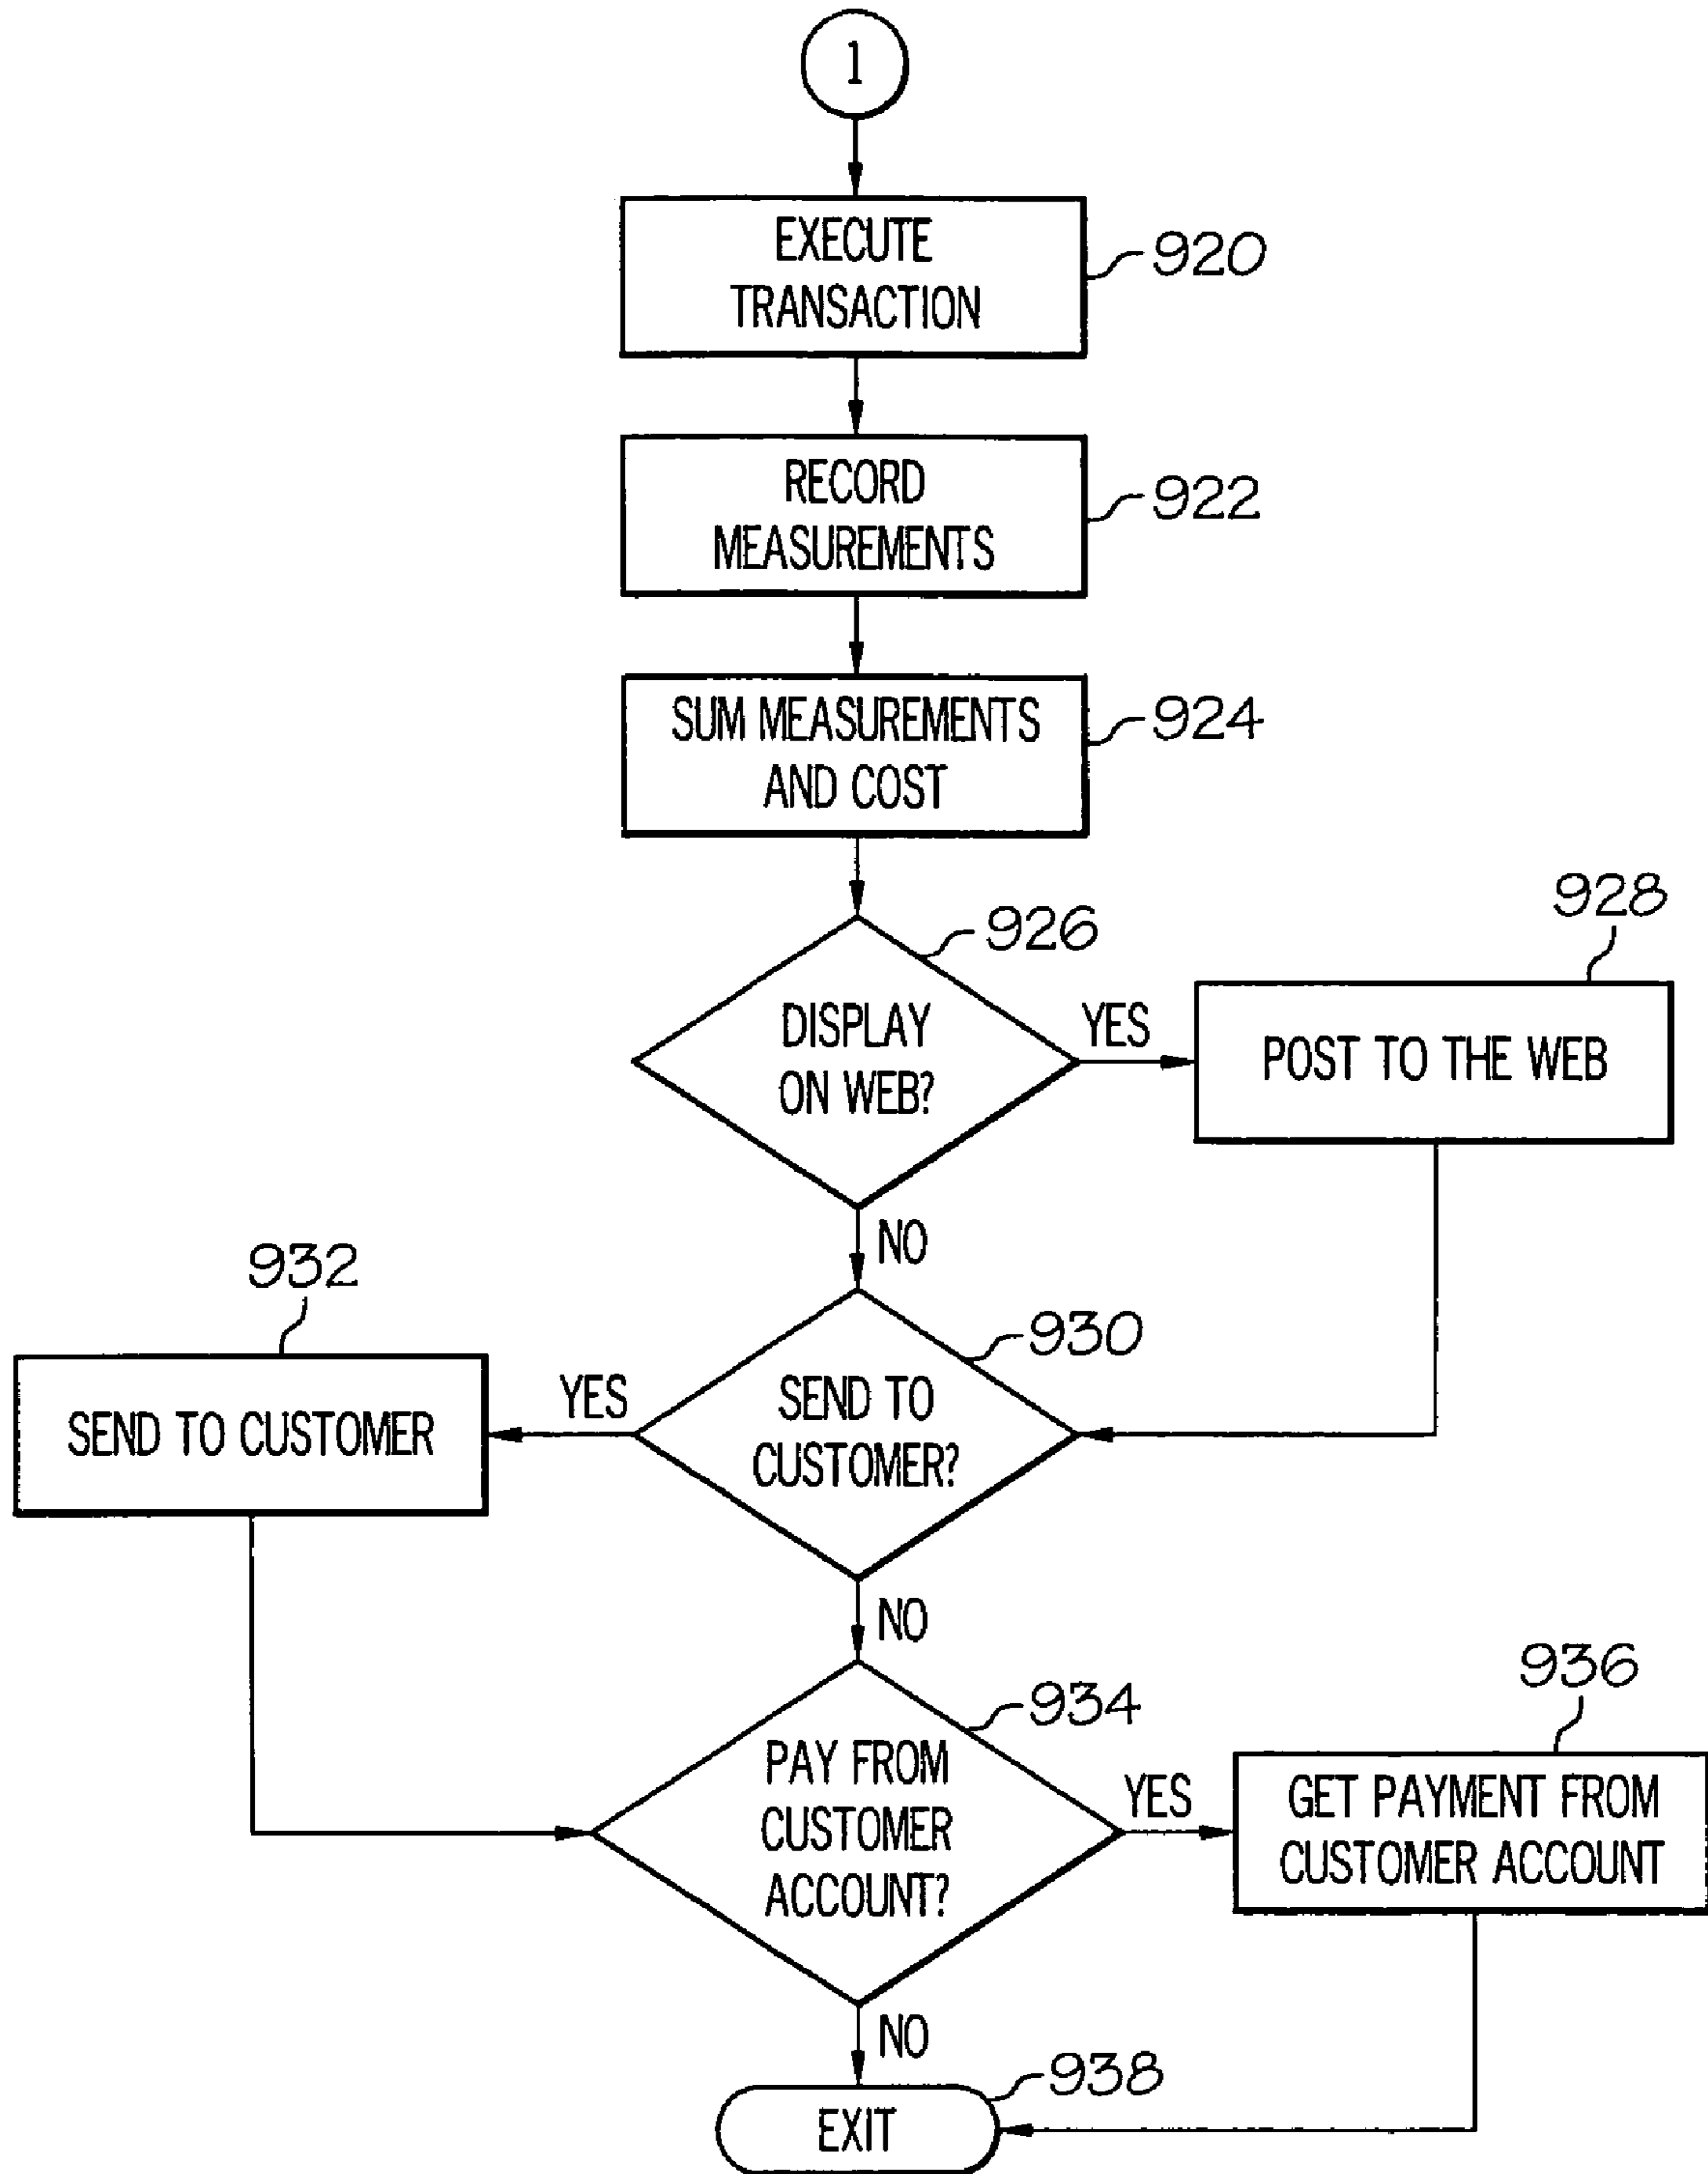 1
EXECUTE
TRANSACTION
920
RECORD
MEASUREMENTS
922
SUM MEASUREMENTS
AND COST
924
926
928
DISPLAY
ON WEB?
YES
POST TO THE WEB
NO
932
930
SEND TO CUSTOMER
YES
SEND TO
CUSTOMER?
NO
934
936
PAY FROM
CUSTOMER
ACCOUNT?
YES
GET PAYMENT FROM
CUSTOMER ACCOUNT
NO
938
EXIT